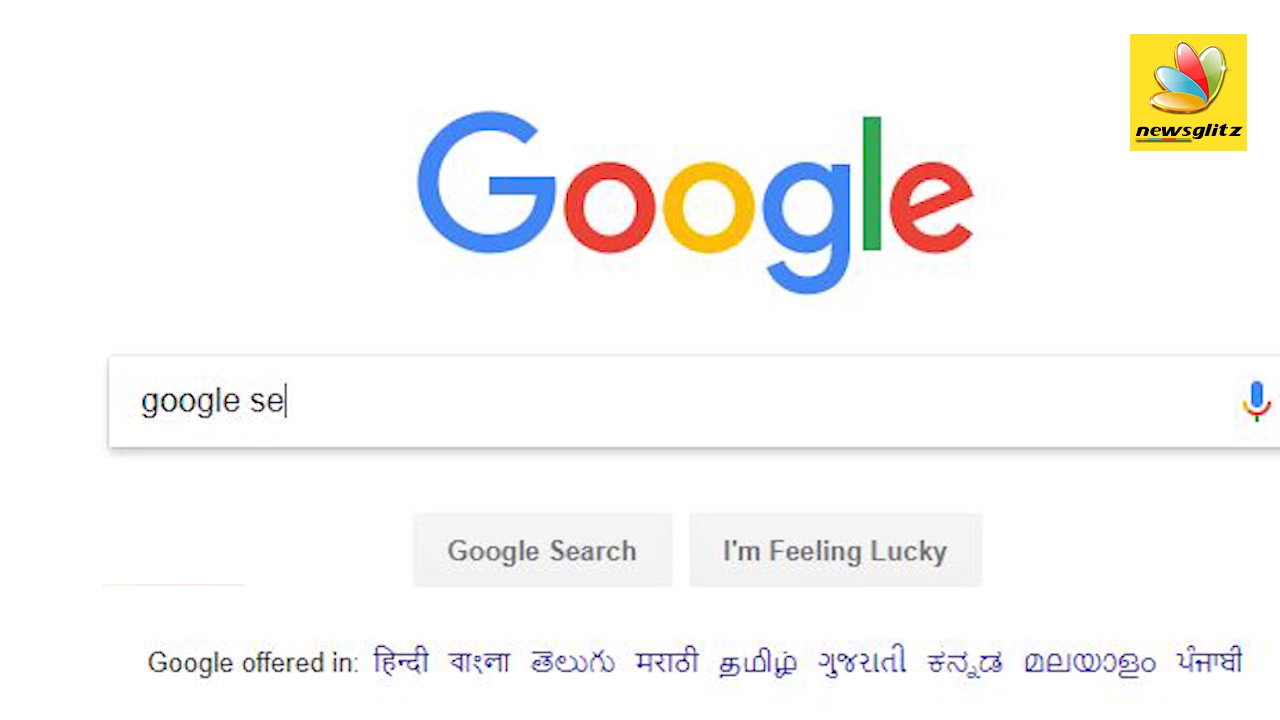 newsglitz
Google
google se
Google Search
I'm Feeling Lucky
Google offered in: हिन्दी বাংলা తెలుగు मराठी தமிழ் ગુજરાતી ಕನ್ನಡ മലയാളം ਪੰਜਾਬੀ